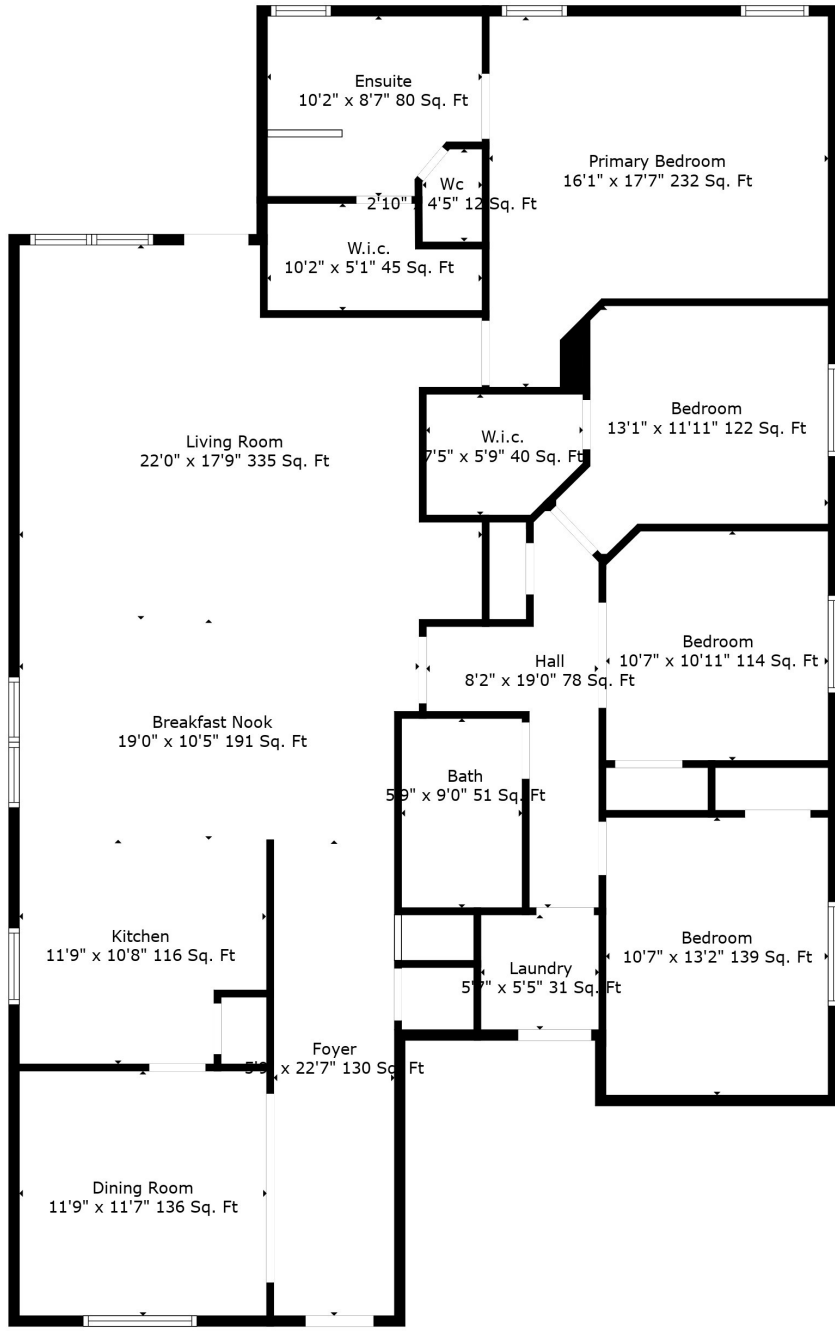 Ensuite
10'2" x 8'7" 80 Sq. Ft
Primary Bedroom
16'1" x 17'7" 232 Sq. Ft
Wc
2'10" x 4'5" 12 Sq. Ft
W.i.c.
10'2" x 5'1" 45 Sq. Ft
Bedroom
13'1" x 11'11" 122 Sq. Ft
Living Room
22'0" x 17'9" 335 Sq. Ft
W.i.c.
7'5" x 5'9" 40 Sq. Ft
Hall
8'2" x 19'0" 78 Sq. Ft
Bedroom
10'7" x 10'11" 114 Sq. Ft
Breakfast Nook
19'0" x 10'5" 191 Sq. Ft
Bath
5'9" x 9'0" 51 Sq. Ft
Kitchen
11'9" x 10'8" 116 Sq. Ft
Laundry
5'7" x 5'5" 31 Sq. Ft
Bedroom
10'7" x 13'2" 139 Sq. Ft
Foyer
5'9" x 22'7" 130 Sq. Ft
Dining Room
11'9" x 11'7" 136 Sq. Ft